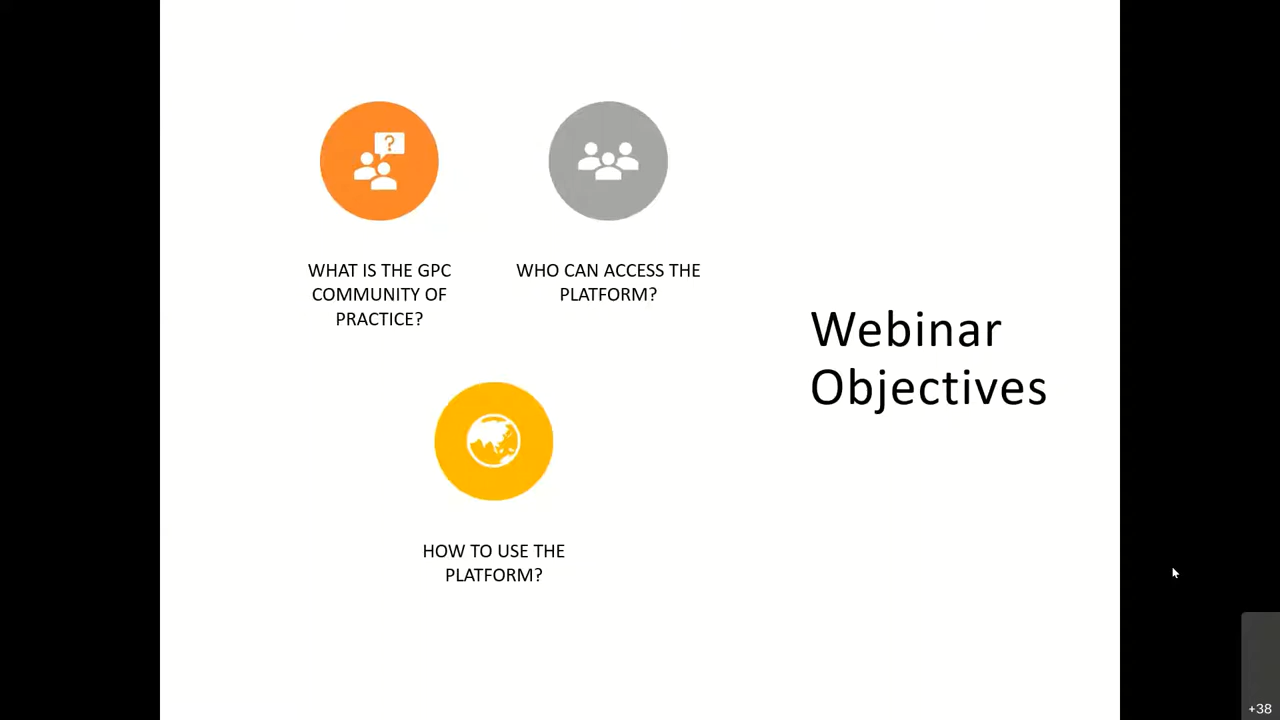 ?
WHAT IS THE GPC
COMMUNITY OF
PRACTICE?
WHO CAN ACCESS THE
PLATFORM?
HOW TO USE THE
PLATFORM?
Webinar
Objectives
+38